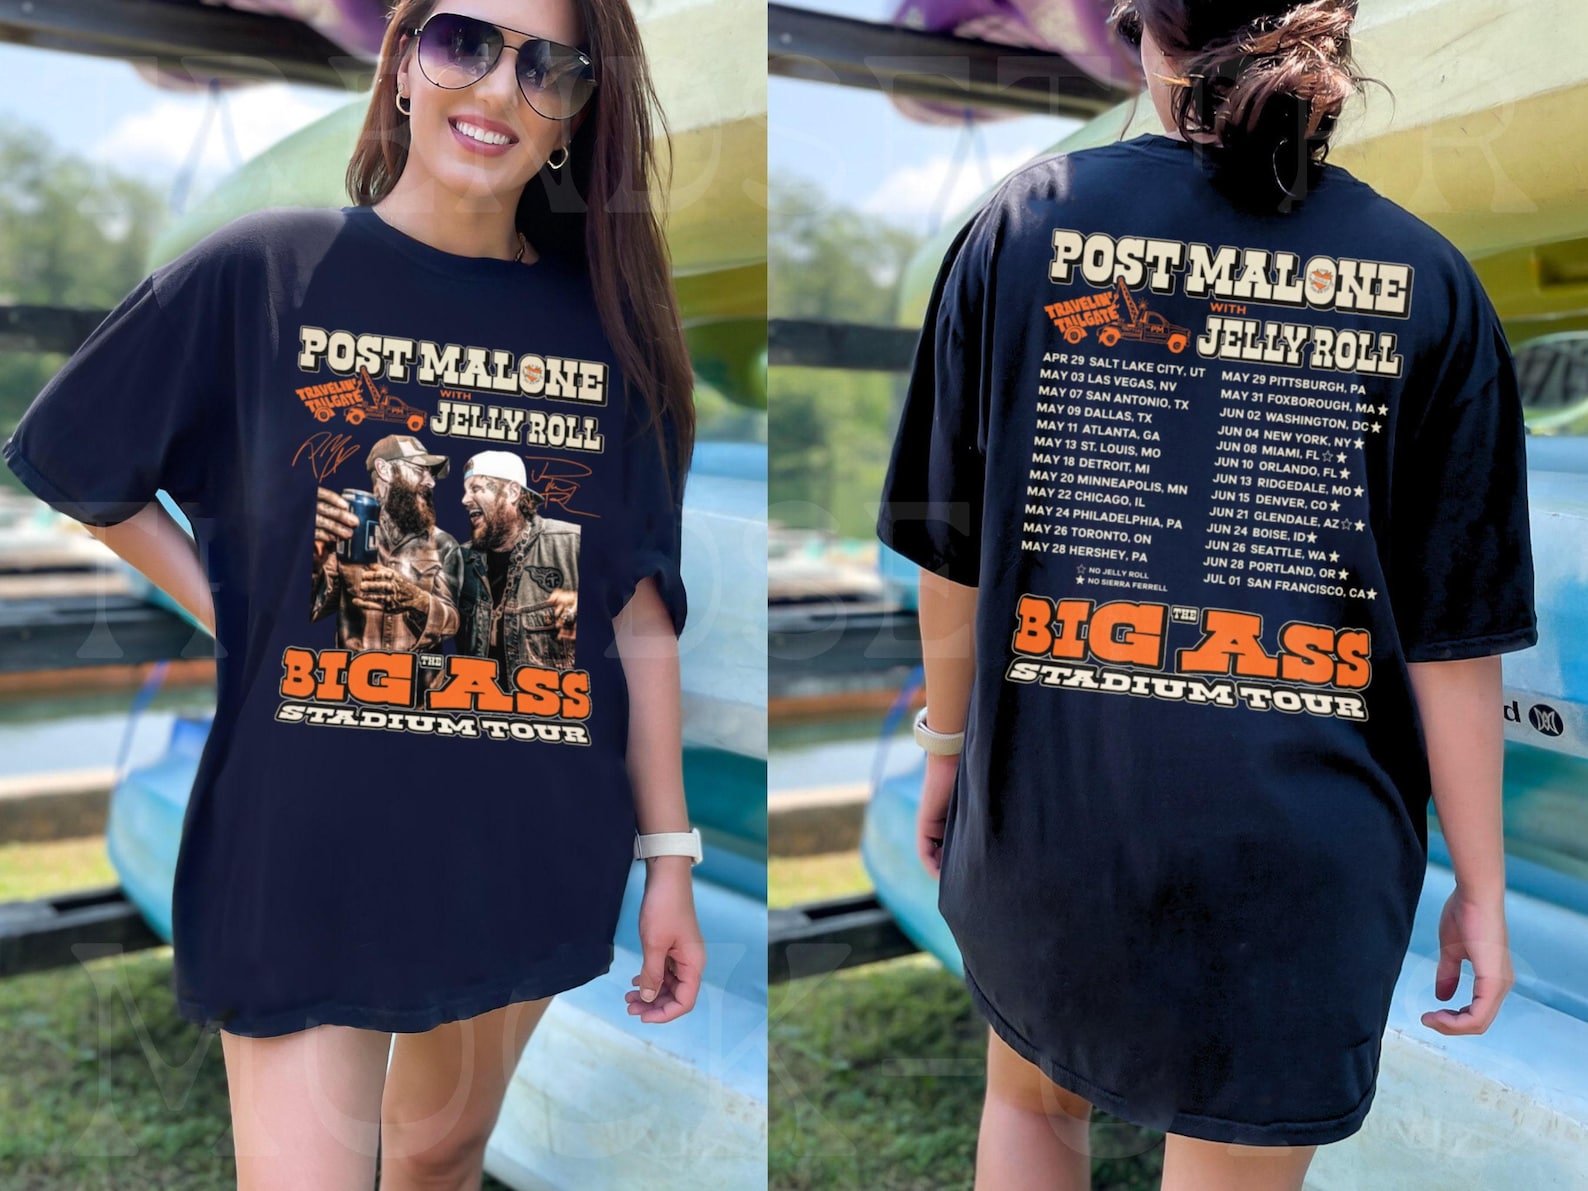 POST MALONE
TRAVELIN'
TAILGATE
PM
WITH
JELLY ROLL
THE
BIG ASS
STADIUM TOUR
POST MALONE
TRAVELIN'
TAILGATE
PM
WITH
JELLY ROLL
APR 29 SALT LAKE CITY, UT
MAY 03 LAS VEGAS, NV
MAY 07 SAN ANTONIO, TX
MAY 09 DALLAS, TX
MAY 11 ATLANTA, GA
MAY 13 ST. LOUIS, MO
MAY 18 DETROIT, MI
MAY 20 MINNEAPOLIS, MN
MAY 22 CHICAGO, IL
MAY 24 PHILADELPHIA, PA
MAY 26 TORONTO, ON
MAY 28 HERSHEY, PA
☆ NO JELLY ROLL
★ NO SIERRA FERRELL
MAY 29 PITTSBURGH, PA
MAY 31 FOXBOROUGH, MA★
JUN 02 WASHINGTON, DC★
JUN 04 NEW YORK, NY★
JUN 08 MIAMI, FL☆★
JUN 10 ORLANDO, FL★
JUN 13 RIDGEDALE, MO★
JUN 15 DENVER, CO★
JUN 21 GLENDALE, AZ☆★
JUN 24 BOISE, ID★
JUN 26 SEATTLE, WA★
JUN 28 PORTLAND, OR★
JUL 01 SAN FRANCISCO, CA★
THE
BIG ASS
STADIUM TOUR
MOCK-UPS